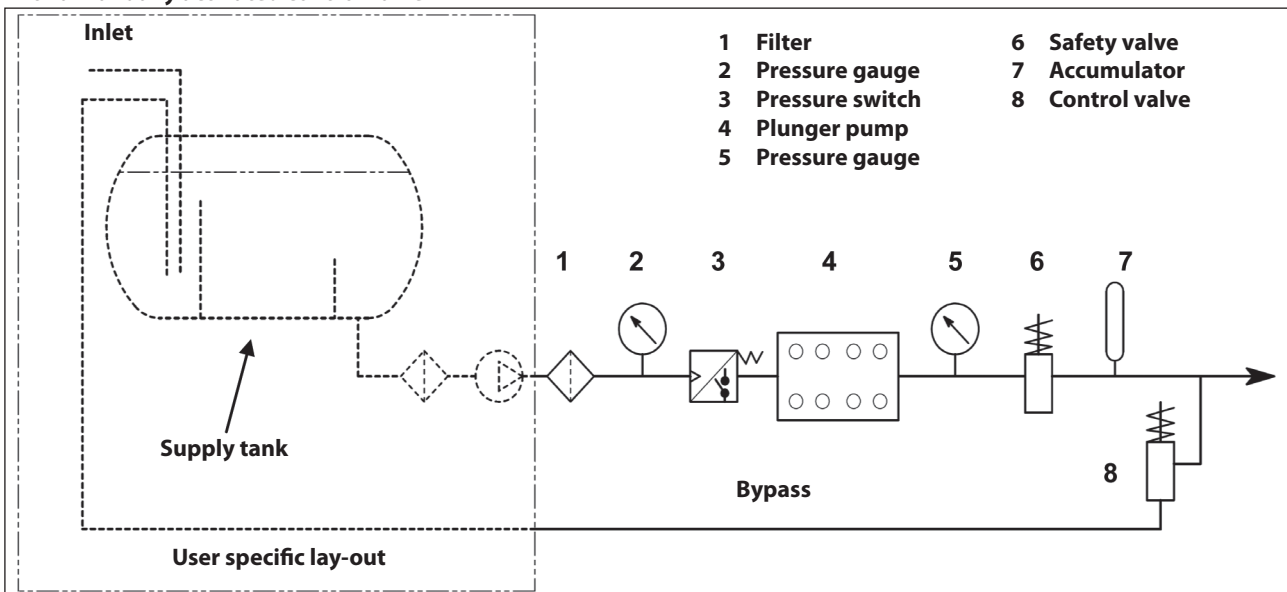 Inlet
1 Filter
2 Pressure gauge
3 Pressure switch
4 Plunger pump
5 Pressure gauge
6 Safety valve
7 Accumulator
8 Control valve
1 2 3 4 5 6 7
Supply tank
8
Bypass
User specific lay-out